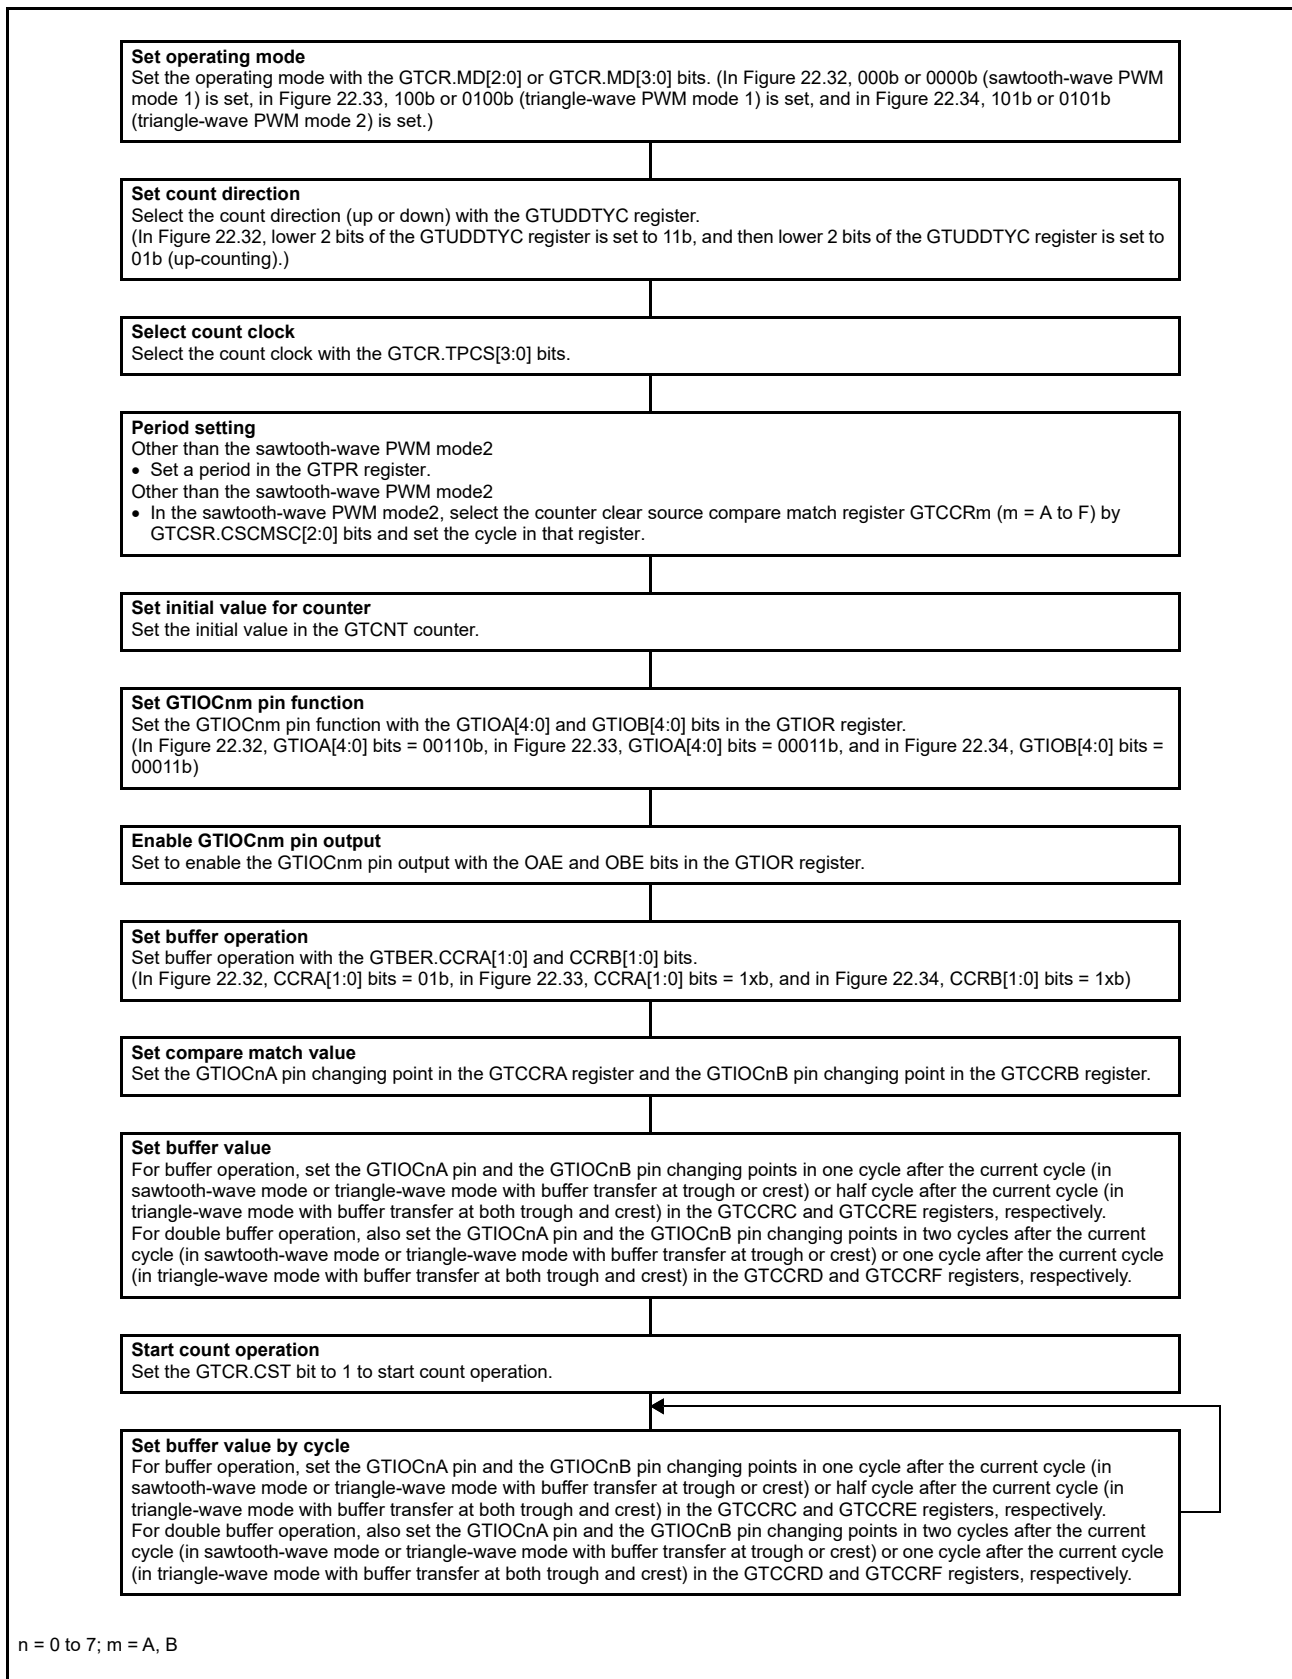 Set operating mode
Set the operating mode with the GTCR.MD[2:0] or GTCR.MD[3:0] bits. (In Figure 22.32, 000b or 0000b (sawtooth-wave PWM
mode 1) is set, in Figure 22.33, 100b or 0100b (triangle-wave PWM mode 1) is set, and in Figure 22.34, 101b or 0101b
(triangle-wave PWM mode 2) is set.)
Set count direction
Select the count direction (up or down) with the GTUDDTYC register.
(In Figure 22.32, lower 2 bits of the GTUDDTYC register is set to 11b, and then lower 2 bits of the GTUDDTYC register is set to
01b (up-counting).)
Select count clock
Select the count clock with the GTCR.TPCS[3:0] bits.
Period setting
Other than the sawtooth-wave PWM mode2
• Set a period in the GTPR register.
Other than the sawtooth-wave PWM mode2
• In the sawtooth-wave PWM mode2, select the counter clear source compare match register GTCCRm (m = A to F) by
GTCSR.CSCMSC[2:0] bits and set the cycle in that register.
Set initial value for counter
Set the initial value in the GTCNT counter.
Set GTIOCnm pin function
Set the GTIOCnm pin function with the GTIOA[4:0] and GTIOB[4:0] bits in the GTIOR register.
(In Figure 22.32, GTIOA[4:0] bits = 00110b, in Figure 22.33, GTIOA[4:0] bits = 00011b, and in Figure 22.34, GTIOB[4:0] bits =
00011b)
Enable GTIOCnm pin output
Set to enable the GTIOCnm pin output with the OAE and OBE bits in the GTIOR register.
Set buffer operation
Set buffer operation with the GTBER.CCRA[1:0] and CCRB[1:0] bits.
(In Figure 22.32, CCRA[1:0] bits = 01b, in Figure 22.33, CCRA[1:0] bits = 1xb, and in Figure 22.34, CCRB[1:0] bits = 1xb)
Set compare match value
Set the GTIOCnA pin changing point in the GTCCRA register and the GTIOCnB pin changing point in the GTCCRB register.
Set buffer value
For buffer operation, set the GTIOCnA pin and the GTIOCnB pin changing points in one cycle after the current cycle (in
sawtooth-wave mode or triangle-wave mode with buffer transfer at trough or crest) or half cycle after the current cycle (in
triangle-wave mode with buffer transfer at both trough and crest) in the GTCCRC and GTCCRE registers, respectively.
For double buffer operation, also set the GTIOCnA pin and the GTIOCnB pin changing points in two cycles after the current
cycle (in sawtooth-wave mode or triangle-wave mode with buffer transfer at trough or crest) or one cycle after the current cycle
(in triangle-wave mode with buffer transfer at both trough and crest) in the GTCCRD and GTCCRF registers, respectively.
Start count operation
Set the GTCR.CST bit to 1 to start count operation.
Set buffer value by cycle
For buffer operation, set the GTIOCnA pin and the GTIOCnB pin changing points in one cycle after the current cycle (in
sawtooth-wave mode or triangle-wave mode with buffer transfer at trough or crest) or half cycle after the current cycle (in
triangle-wave mode with buffer transfer at both trough and crest) in the GTCCRC and GTCCRE registers, respectively.
For double buffer operation, also set the GTIOCnA pin and the GTIOCnB pin changing points in two cycles after the current
cycle (in sawtooth-wave mode or triangle-wave mode with buffer transfer at trough or crest) or one cycle after the current cycle
(in triangle-wave mode with buffer transfer at both trough and crest) in the GTCCRD and GTCCRF registers, respectively.
n = 0 to 7; m = A, B